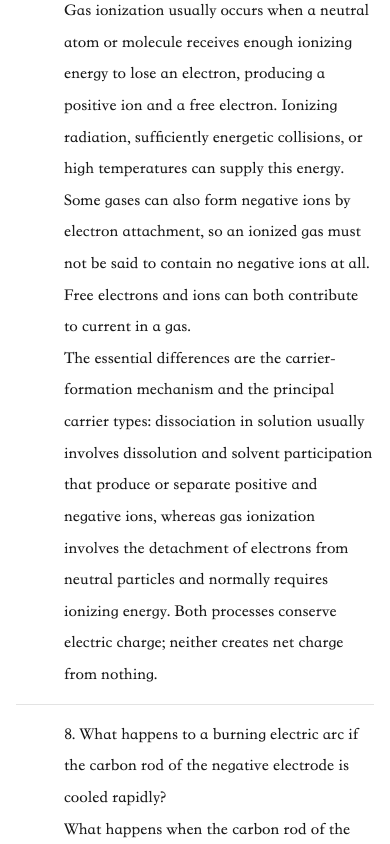 Gas ionization usually occurs when a neutral
atom or molecule receives enough ionizing
energy to lose an electron, producing a
positive ion and a free electron. Ionizing
radiation, sufficiently energetic collisions, or
high temperatures can supply this energy.
Some gases can also form negative ions by
electron attachment, so an ionized gas must
not be said to contain no negative ions at all.
Free electrons and ions can both contribute
to current in a gas.
The essential differences are the carrier-
formation mechanism and the principal
carrier types: dissociation in solution usually
involves dissolution and solvent participation
that produce or separate positive and
negative ions, whereas gas ionization
involves the detachment of electrons from
neutral particles and normally requires
ionizing energy. Both processes conserve
electric charge; neither creates net charge
from nothing.
8. What happens to a burning electric arc if
the carbon rod of the negative electrode is
cooled rapidly?
What happens when the carbon rod of the